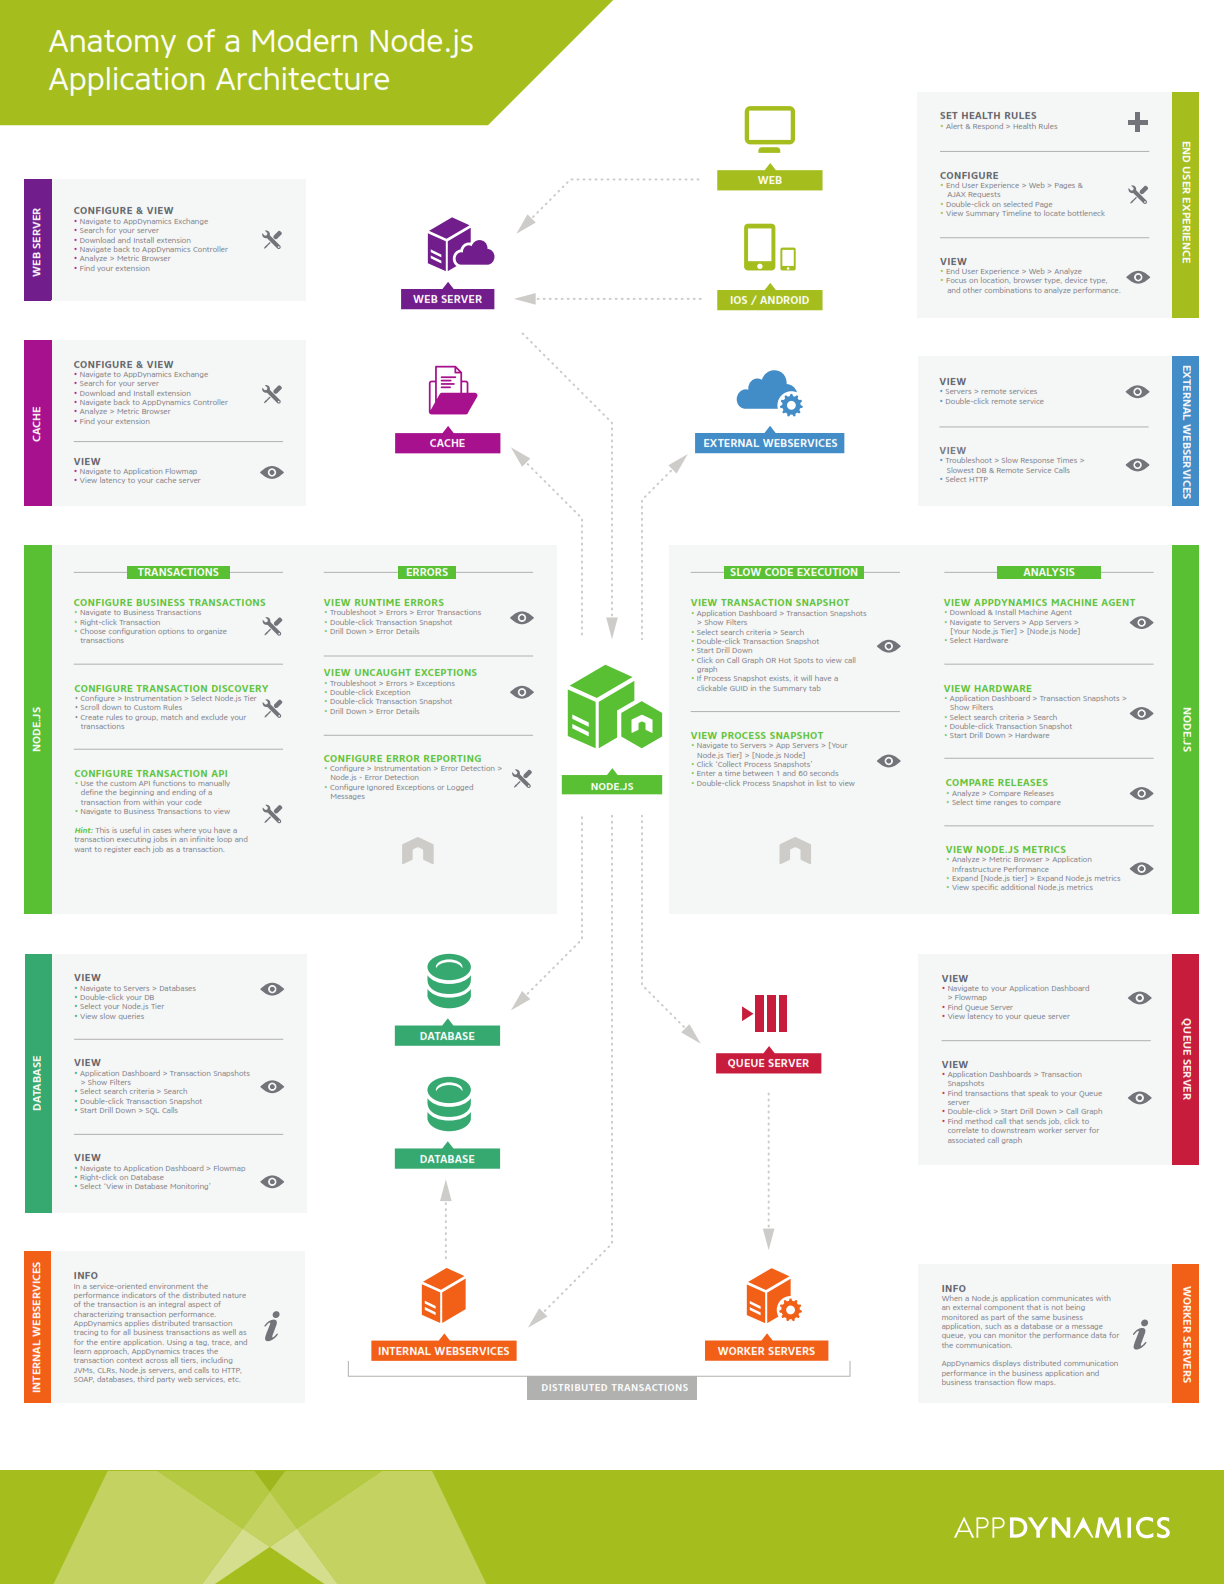 Anatomy of a Modern Node.js
Application Architecture
WEB SERVER
CONFIGURE & VIEW
• Navigate to AppDynamics Exchange
• Search for your server
• Download and Install extension
• Navigate back to AppDynamics Controller
• Analyze > Metric Browser
• Find your extension
CACHE
CONFIGURE & VIEW
• Navigate to AppDynamics Exchange
• Search for your server
• Download and Install extension
• Navigate back to AppDynamics Controller
• Analyze > Metric Browser
• Find your extension
VIEW
• Navigate to Application Flowmap
• View latency to your cache server
WEB
WEB SERVER
IOS / ANDROID
CACHE
EXTERNAL WEBSERVICES
END USER EXPERIENCE
SET HEALTH RULES
• Alert & Respond > Health Rules
CONFIGURE
• End User Experience > Web > Pages &
AJAX Requests
• Double-click on selected Page
• View Summary Timeline to locate bottleneck
VIEW
• End User Experience > Web > Analyze
• Focus on location, browser type, device type,
and other combinations to analyze performance.
EXTERNAL WEBSERVICES
VIEW
• Servers > remote services
• Double-click remote service
VIEW
• Troubleshoot > Slow Response Times >
Slowest DB & Remote Service Calls
• Select HTTP
NODE.JS
TRANSACTIONS
CONFIGURE BUSINESS TRANSACTIONS
• Navigate to Business Transactions
• Right-click Transaction
• Choose configuration options to organize
transactions
CONFIGURE TRANSACTION DISCOVERY
• Configure > Instrumentation > Select Node.js Tier
• Scroll down to Custom Rules
• Create rules to group, match and exclude your
transactions
CONFIGURE TRANSACTION API
• Use the custom API functions to manually
define the beginning and ending of a
transaction from within your code
• Navigate to Business Transactions to view
Hint: This is useful in cases where you have a
transaction executing jobs in an infinite loop and
want to register each job as a transaction.
ERRORS
VIEW RUNTIME ERRORS
• Troubleshoot > Errors > Error Transactions
• Double-click Transaction Snapshot
• Drill Down > Error Details
VIEW UNCAUGHT EXCEPTIONS
• Troubleshoot > Errors > Exceptions
• Double-click Exception
• Double-click Transaction Snapshot
• Drill Down > Error Details
CONFIGURE ERROR REPORTING
• Configure > Instrumentation > Error Detection >
Node.js - Error Detection
• Configure Ignored Exceptions or Logged
Messages
NODE.JS
SLOW CODE EXECUTION
VIEW TRANSACTION SNAPSHOT
• Application Dashboard > Transaction Snapshots
> Show Filters
• Select search criteria > Search
• Double-click Transaction Snapshot
• Start Drill Down
• Click on Call Graph OR Hot Spots to view call
graph
• If Process Snapshot exists, it will have a
clickable GUID in the Summary tab
VIEW PROCESS SNAPSHOT
• Navigate to Servers > App Servers > [Your
Node.js Tier] > [Node.js Node]
• Click 'Collect Process Snapshots'
• Enter a time between 1 and 60 seconds
• Double-click Process Snapshot in list to view
ANALYSIS
VIEW APPDYNAMICS MACHINE AGENT
• Download & Install Machine Agent
• Navigate to Servers > App Servers >
[Your Node.js Tier] > [Node.js Node]
• Select Hardware
VIEW HARDWARE
• Application Dashboard > Transaction Snapshots >
Show Filters
• Select search criteria > Search
• Double-click Transaction Snapshot
• Start Drill Down > Hardware
COMPARE RELEASES
• Analyze > Compare Releases
• Select time ranges to compare
VIEW NODE.JS METRICS
• Analyze > Metric Browser > Application
Infrastructure Performance
• Expand [Node.js tier] > Expand Node.js metrics
• View specific additional Node.js metrics
NODE.JS
DATABASE
VIEW
• Navigate to Servers > Databases
• Double-click your DB
• Select your Node.js Tier
• View slow queries
VIEW
• Application Dashboard > Transaction Snapshots
> Show Filters
• Select search criteria > Search
• Double-click Transaction Snapshot
• Start Drill Down > SQL Calls
VIEW
• Navigate to Application Dashboard > Flowmap
• Right-click on Database
• Select 'View in Database Monitoring'
DATABASE
DATABASE
QUEUE SERVER
QUEUE SERVER
VIEW
• Navigate to your Application Dashboard
> Flowmap
• Find Queue Server
• View latency to your queue server
VIEW
• Application Dashboards > Transaction
Snapshots
• Find transactions that speak to your Queue
server
• Double-click > Start Drill Down > Call Graph
• Find method call that sends job, click to
correlate to downstream worker server for
associated call graph
INTERNAL WEBSERVICES
INFO
In a service-oriented environment the
performance indicators of the distributed nature
of the transaction is an integral aspect of
characterizing transaction performance.
AppDynamics applies distributed transaction
tracing to for all business transactions as well as
for the entire application. Using a tag, trace, and
learn approach, AppDynamics traces the
transaction context across all tiers, including
JVMs, CLRs, Node.js servers, and calls to HTTP,
SOAP, databases, third party web services, etc.
INTERNAL WEBSERVICES
WORKER SERVERS
DISTRIBUTED TRANSACTIONS
WORKER SERVERS
INFO
When a Node.js application communicates with
an external component that is not being
monitored as part of the same business
application, such as a database or a message
queue, you can monitor the performance data for
the communication.
AppDynamics displays distributed communication
performance in the business application and
business transaction flow maps.
APPDYNAMICS